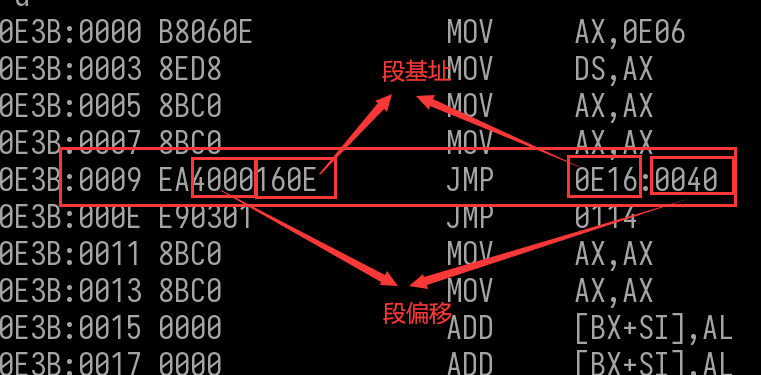 u
0E3B:0000 B8060E MOV AX,0E06
0E3B:0003 8ED8 MOV DS,AX
段基址
0E3B:0005 8BC0 MOV AX,AX
0E3B:0007 8BC0 MOV AX,AX
0E3B:0009 EA4000160E JMP 0E16:0040
0E3B:000E E90301 JMP 0114
0E3B:0011 8BC0 MOV AX,AX
0E3B:0013 8BC0 MOV AX,AX
段偏移
0E3B:0015 0000 ADD [BX+SI],AL
0E3B:0017 0000 ADD [BX+SI],AL